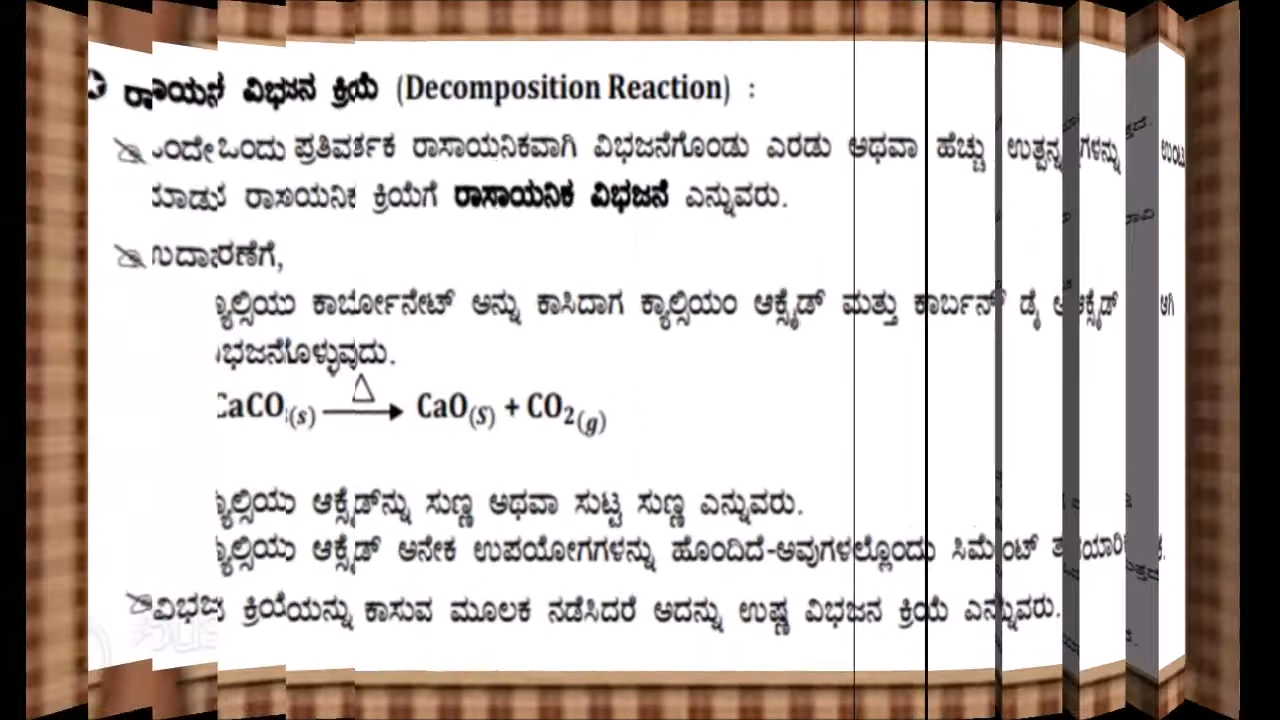 ರಾಸಾಯನಿಕ ವಿಭಜನ ಕ್ರಿಯೆ (Decomposition Reaction) :
ಒಂದೇ ಒಂದು ಪ್ರತಿವರ್ತಕ ರಾಸಾಯನಿಕವಾಗಿ ವಿಭಜನೆಗೊಂಡು ಎರಡು ಅಥವಾ ಹೆಚ್ಚು ಉತ್ಪನ್ನಗಳನ್ನು ಉಂಟು
ಮಾಡುವ ರಾಸಾಯನಿಕ ಕ್ರಿಯೆಗೆ ರಾಸಾಯನಿಕ ವಿಭಜನೆ ಎನ್ನುವರು.
ಉದಾಹರಣೆಗೆ,
ಕ್ಯಾಲ್ಸಿಯಂ ಕಾರ್ಬೋನೇಟ್ ಅನ್ನು ಕಾಸಿದಾಗ ಕ್ಯಾಲ್ಸಿಯಂ ಆಕ್ಸೈಡ್ ಮತ್ತು ಕಾರ್ಬನ್ ಡೈ ಆಕ್ಸೈಡ್ ಆಗಿ
ವಿಭಜನೆಗೊಳ್ಳುವುದು.
CaCO₃(s) —Δ→ CaO(s) + CO₂(g)
ಕ್ಯಾಲ್ಸಿಯಂ ಆಕ್ಸೈಡ್‌ನ್ನು ಸುಣ್ಣ ಅಥವಾ ಸುಟ್ಟ ಸುಣ್ಣ ಎನ್ನುವರು.
ಕ್ಯಾಲ್ಸಿಯಂ ಆಕ್ಸೈಡ್ ಅನೇಕ ಉಪಯೋಗಗಳನ್ನು ಹೊಂದಿದೆ-ಅವುಗಳಲ್ಲೊಂದು ಸಿಮೆಂಟ್ ತಯಾರಿಕೆ.
ವಿಭಜನ ಕ್ರಿಯೆಯನ್ನು ಕಾಸುವ ಮೂಲಕ ನಡೆಸಿದರೆ ಅದನ್ನು ಉಷ್ಣ ವಿಭಜನ ಕ್ರಿಯೆ ಎನ್ನುವರು.